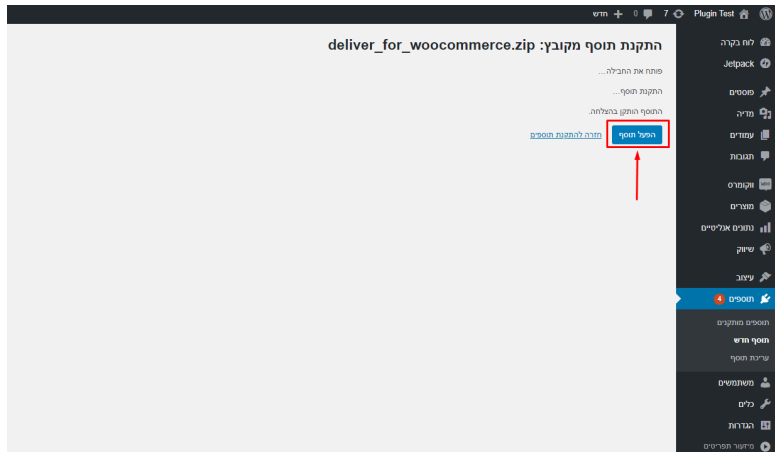 Plugin Test 7 0 + חדש
התקנת תוסף מקובץ: deliver_for_woocommerce.zip
פותח את החבילה...
התקנת תוסף...
התוסף הותקן בהצלחה.
הפעל תוסף חזרה להתקנת תוספים
לוח בקרה
Jetpack
פוסטים
מדיה
עמודים
תגובות
ווקומרס
מוצרים
נתונים אנליטיים
שיווק
עיצוב
תוספים 4
תוספים מותקנים
תוסף חדש
עריכת תוסף
משתמשים
כלים
הגדרות
מיזעור תפריטים